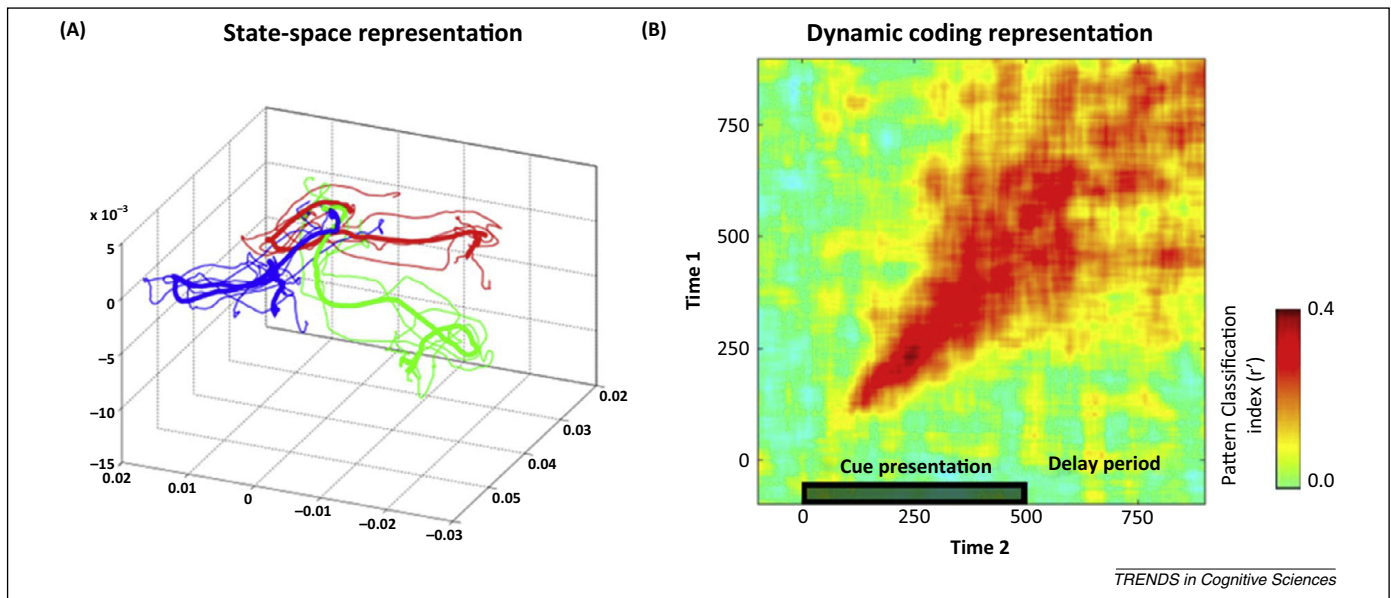 (A)
State-space representation
x 10⁻³
5
0
−5
−10
−15
0.02
0.01
0
−0.01
−0.02
−0.03
0.05
0.04
0.03
0.02
(B)
Dynamic coding representation
Time 1
750
500
250
0
Cue presentation
Delay period
0
250
500
750
Time 2
Pattern Classification
index (r′)
0.4
0.0
TRENDS in Cognitive Sciences